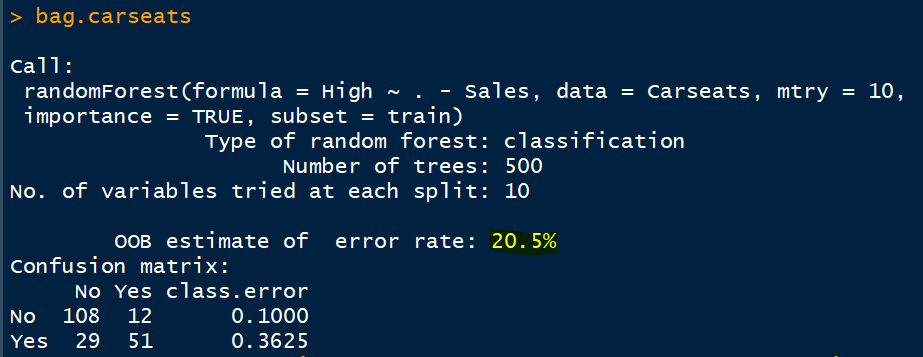 > bag.carseats
Call:
randomForest(formula = High ~ . - Sales, data = Carseats, mtry = 10,
importance = TRUE, subset = train)
Type of random forest: classification
Number of trees: 500
No. of variables tried at each split: 10
OOB estimate of  error rate: 20.5%
Confusion matrix:
No Yes class.error
No  108  12      0.1000
Yes  29  51      0.3625